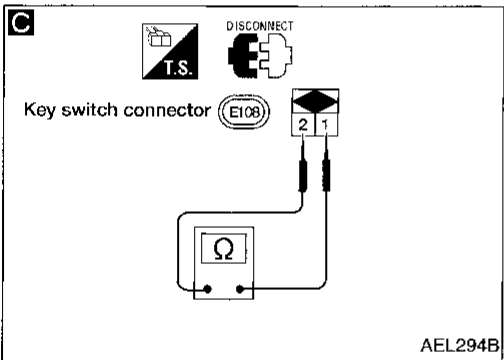 C
DISCONNECT
T.S.
Key switch connector E108
2 1
Ω
AEL294B